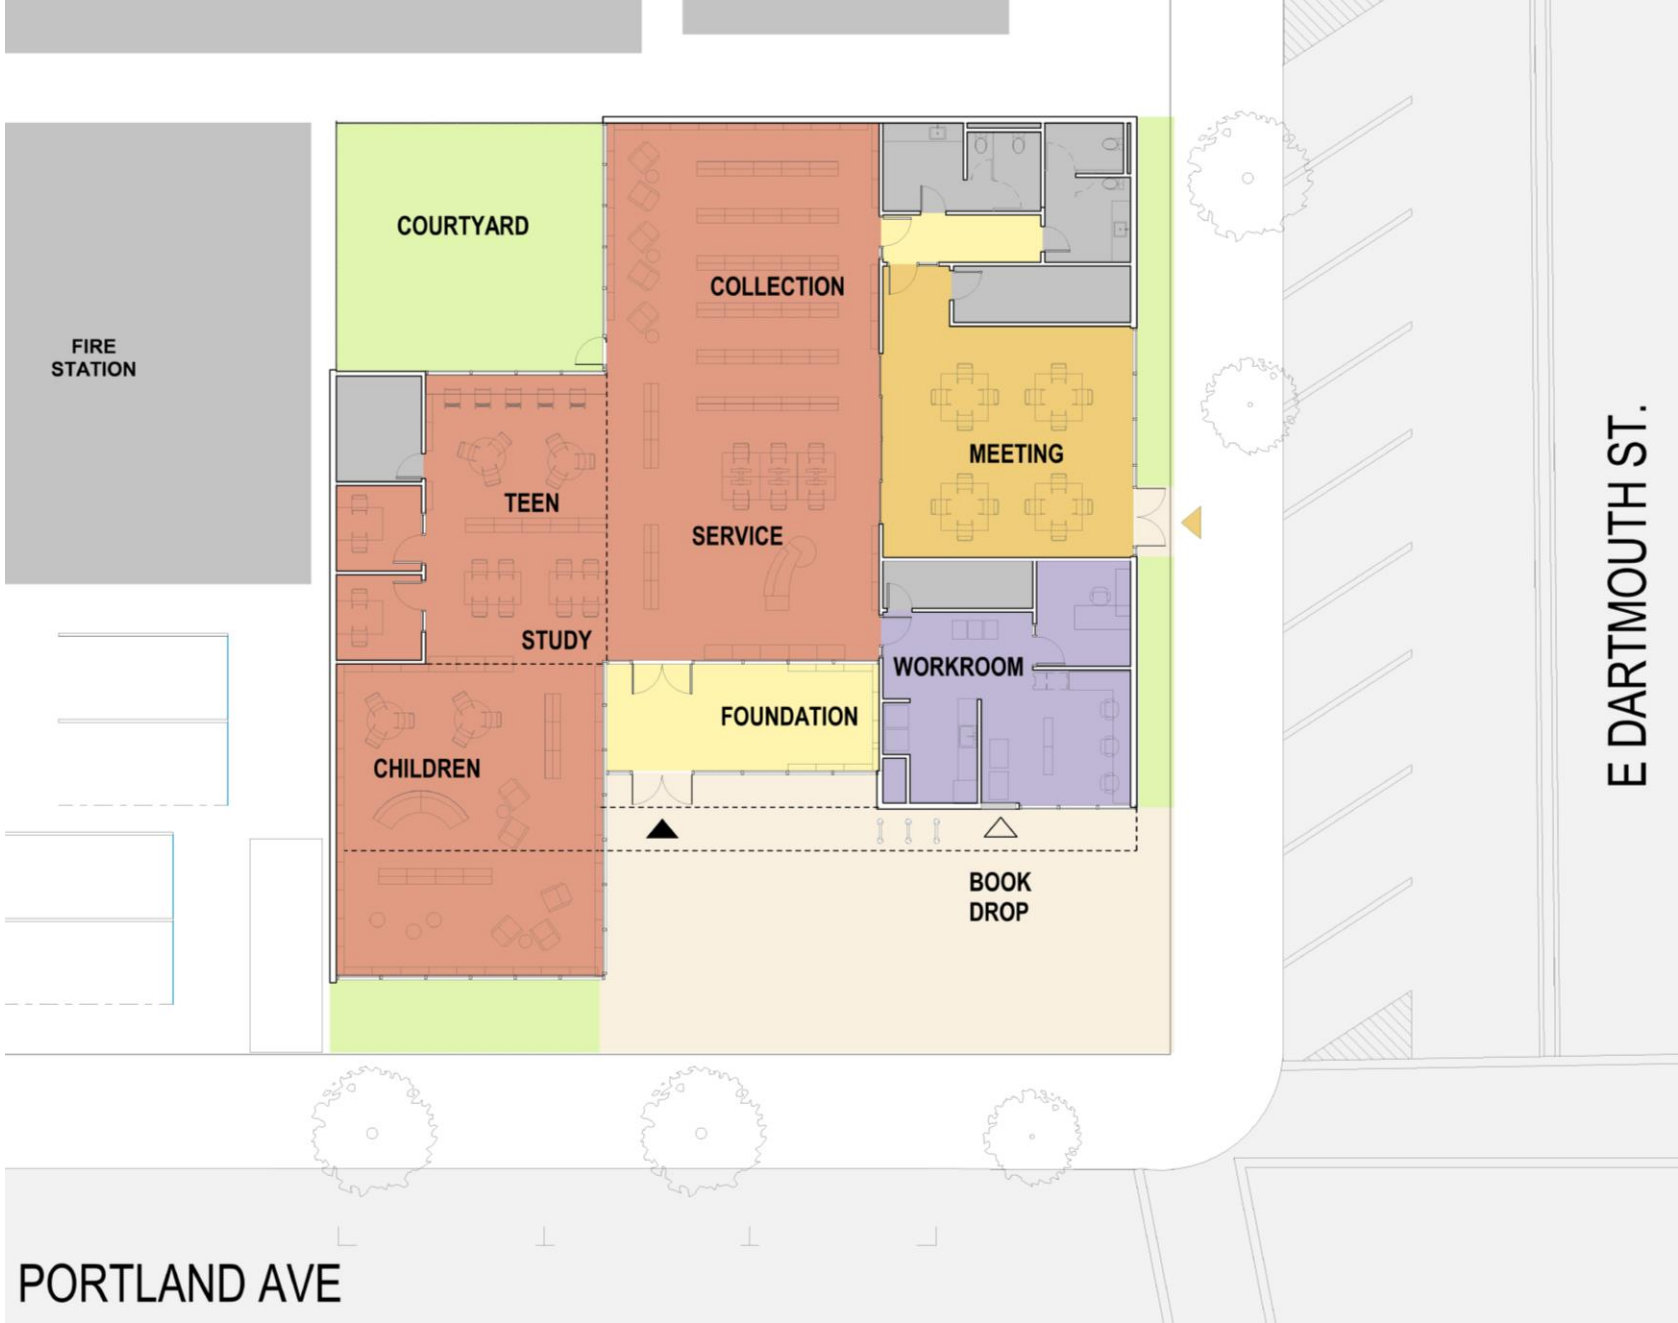 COURTYARD
COLLECTION
FIRE
STATION
MEETING
TEEN
SERVICE
STUDY
WORKROOM
FOUNDATION
CHILDREN
BOOK
DROP
E DARTMOUTH ST.
PORTLAND AVE